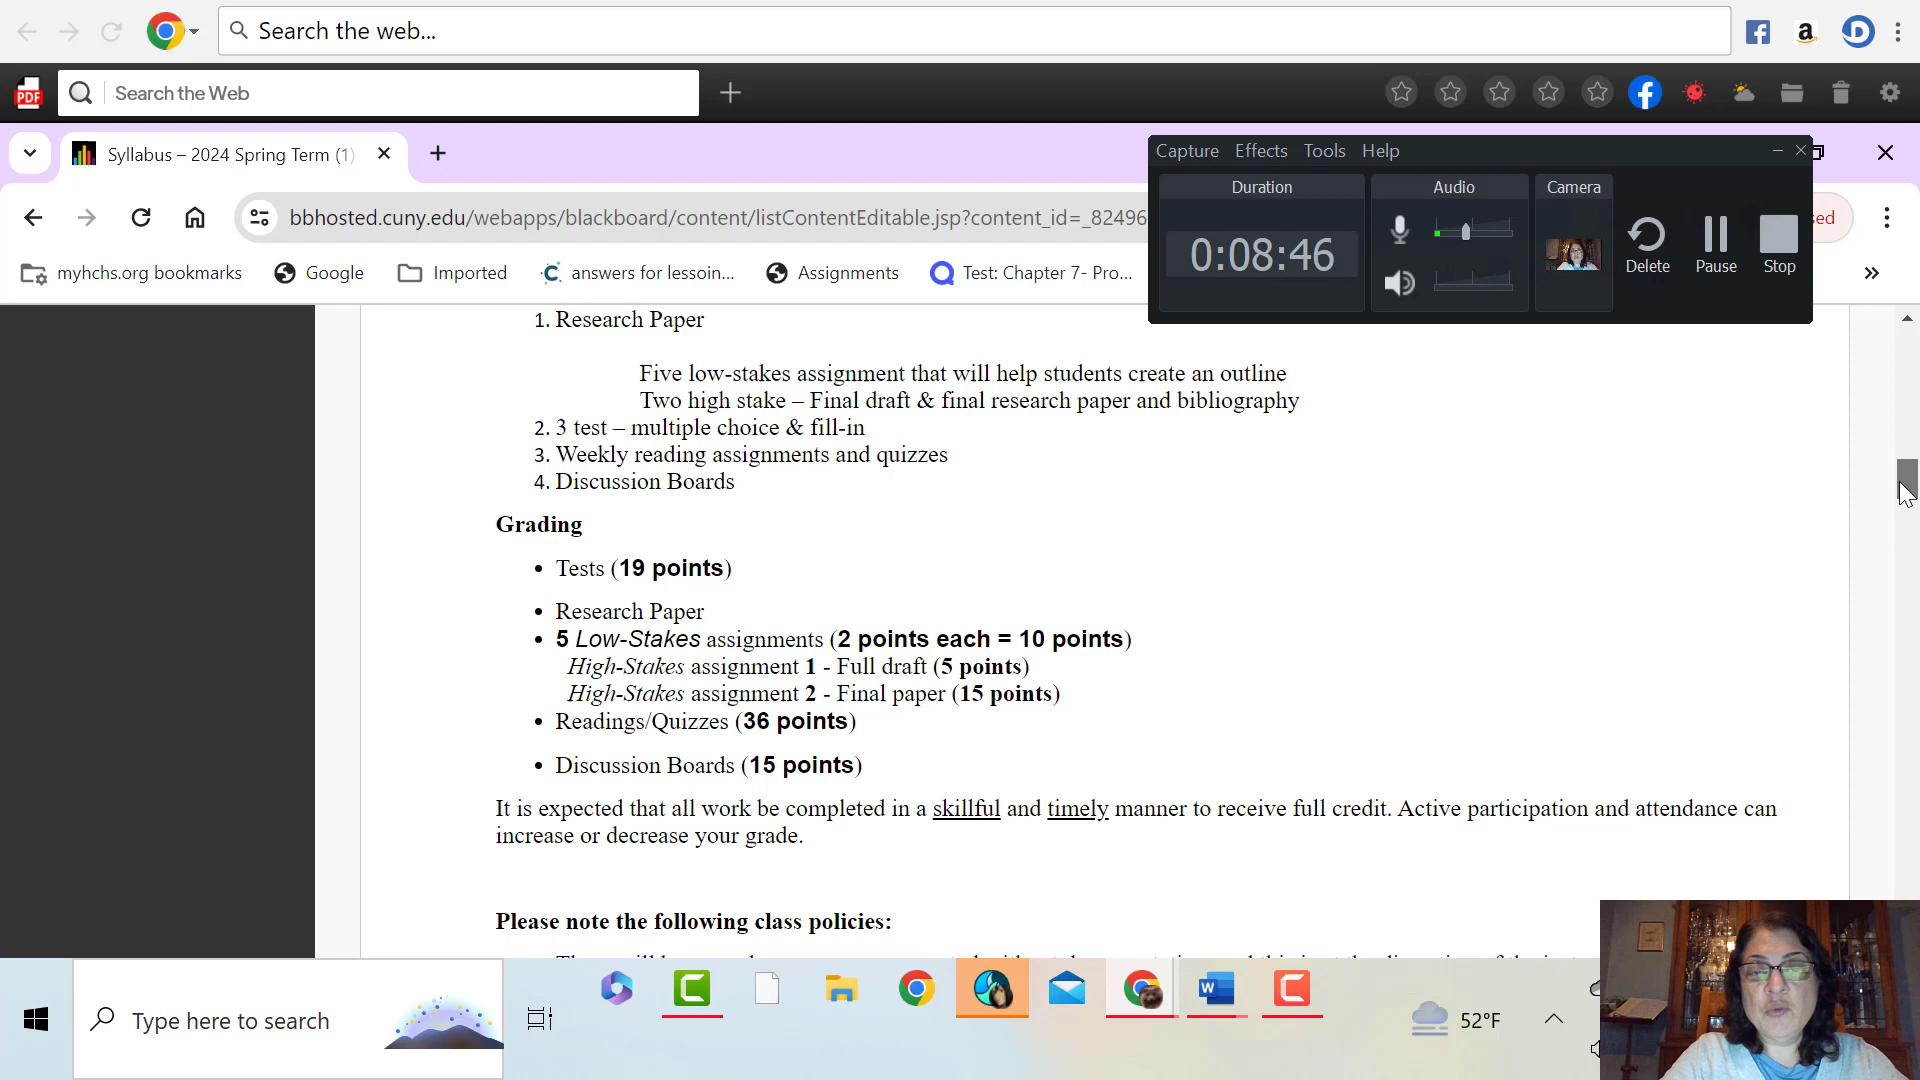 Search the web...
PDF
Search the Web
Syllabus – 2024 Spring Term (1)
bbhosted.cuny.edu/webapps/blackboard/content/listContentEditable.jsp?content_id=_82496
myhchs.org bookmarks
Google
Imported
answers for lessoin...
Assignments
Test: Chapter 7- Pro...
»
Capture Effects Tools Help
Duration
Audio
Camera
0:08:46
Delete
Pause
Stop
1. Research Paper
Five low-stakes assignment that will help students create an outline
Two high stake – Final draft & final research paper and bibliography
2. 3 test – multiple choice & fill-in
3. Weekly reading assignments and quizzes
4. Discussion Boards
Grading
• Tests (19 points)
• Research Paper
• 5 Low-Stakes assignments (2 points each = 10 points)
High-Stakes assignment 1 - Full draft (5 points)
High-Stakes assignment 2 - Final paper (15 points)
• Readings/Quizzes (36 points)
• Discussion Boards (15 points)
It is expected that all work be completed in a skillful and timely manner to receive full credit. Active participation and attendance can
increase or decrease your grade.
Please note the following class policies:
Type here to search
52°F